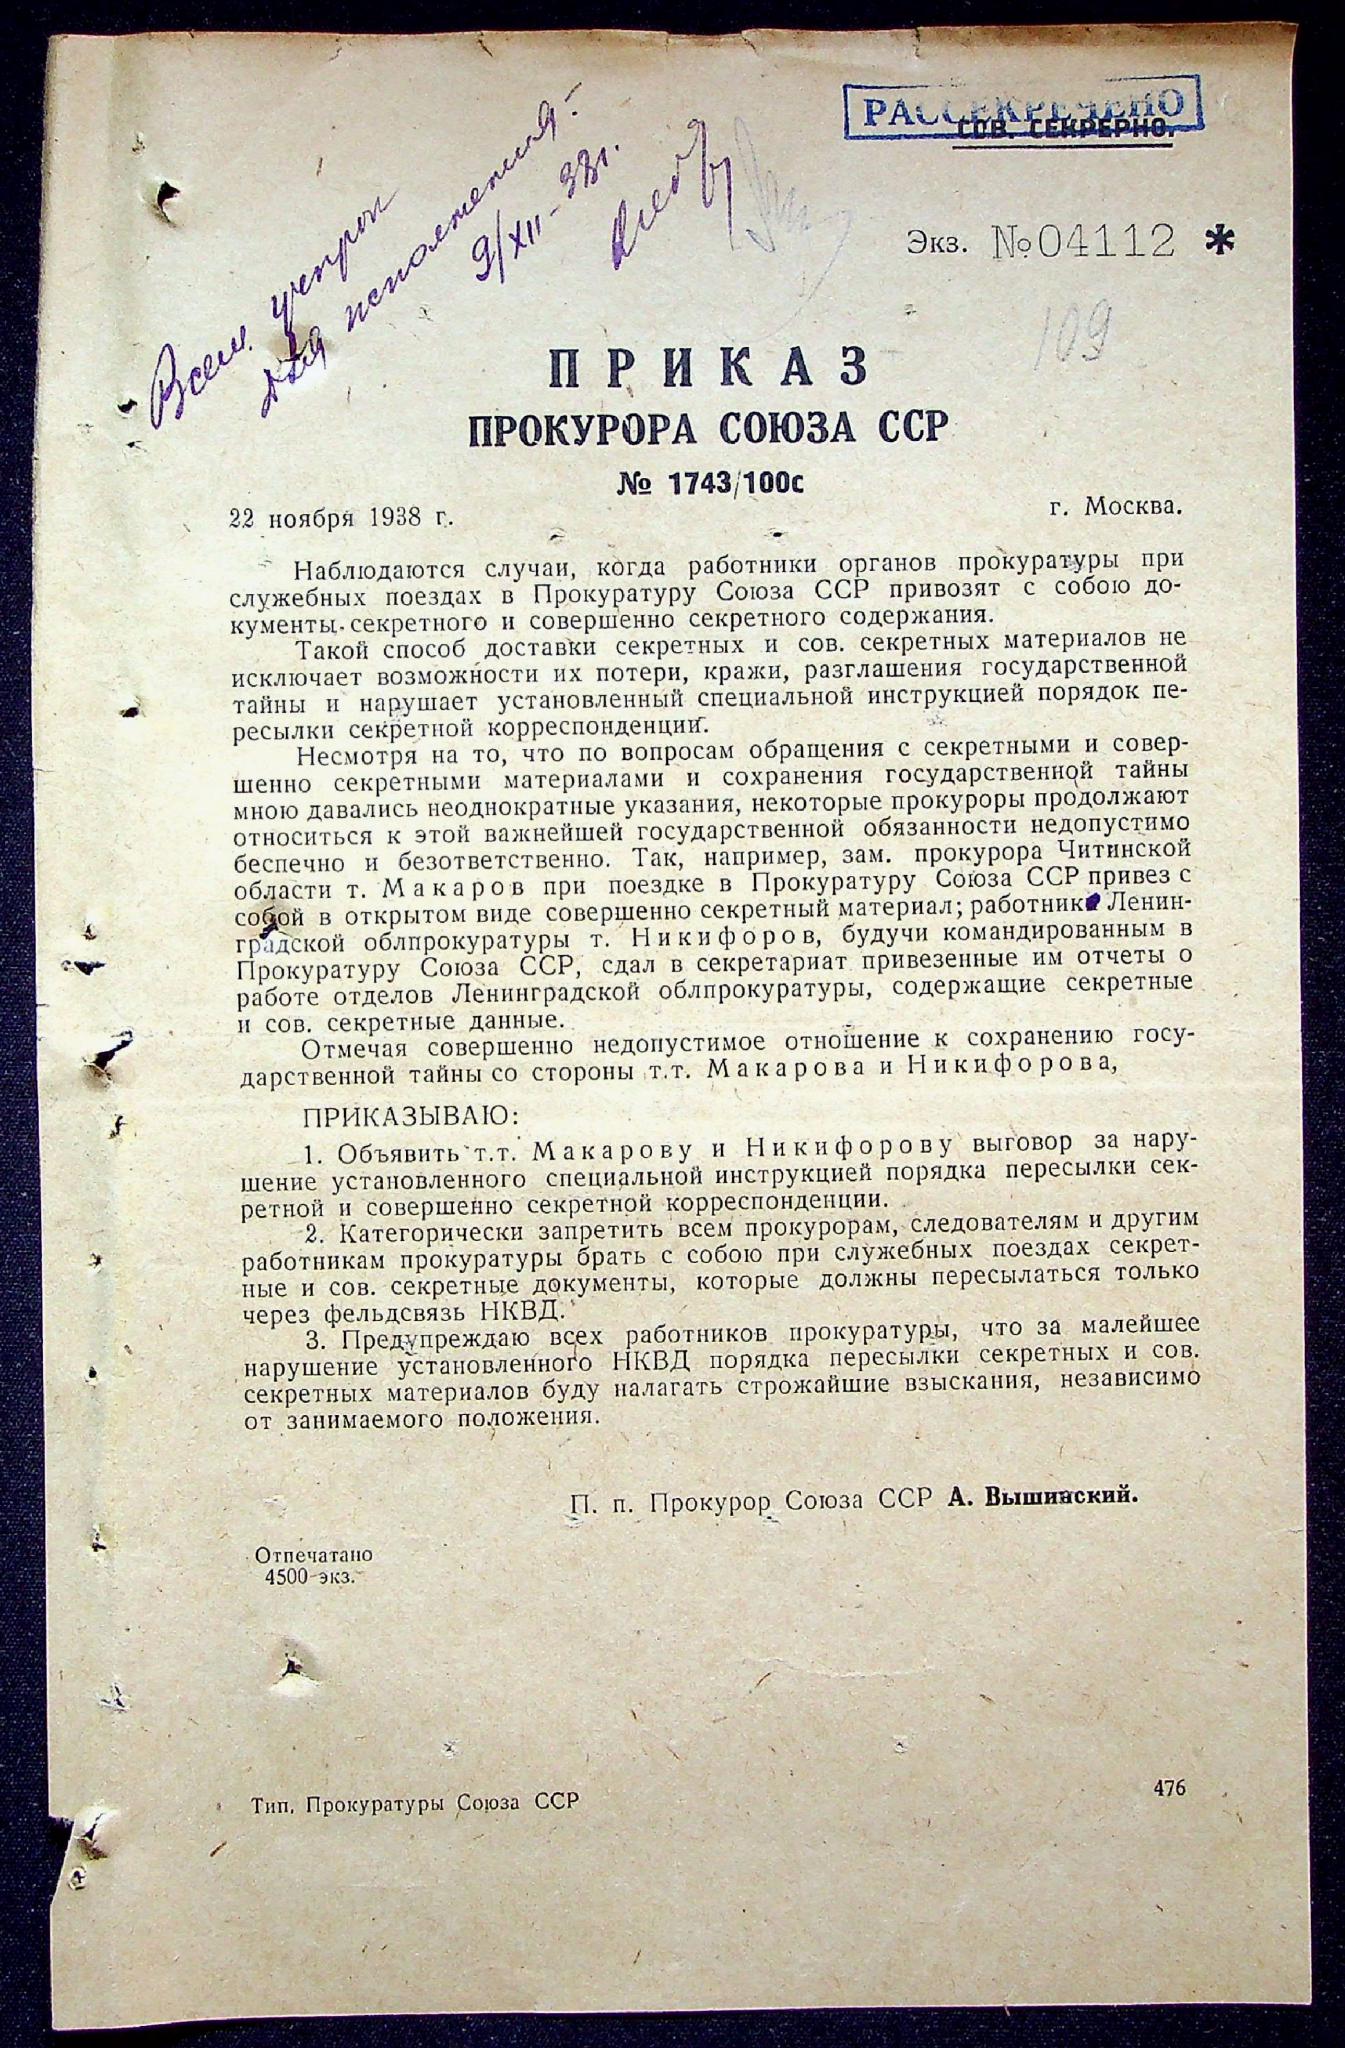 РАССЕКРЕЧЕНО
СОВ. СЕКРЕРНО.
Всем
для исполнения.
9/XII-38г.
Экз. №04112 *
109
ПРИКАЗ
ПРОКУРОРА СОЮЗА ССР
№ 1743/100с
22 ноября 1938 г.
г. Москва.
Наблюдаются случаи, когда работники органов прокуратуры при
служебных поездах в Прокуратуру Союза ССР привозят с собою до-
кументы секретного и совершенно секретного содержания.
Такой способ доставки секретных и сов. секретных материалов не
исключает возможности их потери, кражи, разглашения государственной
тайны и нарушает установленный специальной инструкцией порядок пе-
ресылки секретной корреспонденции.
Несмотря на то, что по вопросам обращения с секретными и совер-
шенно секретными материалами и сохранения государственной тайны
мною давались неоднократные указания, некоторые прокуроры продолжают
относиться к этой важнейшей государственной обязанности недопустимо
беспечно и безответственно. Так, например, зам. прокурора Читинской
области т. Макаров при поездке в Прокуратуру Союза ССР привез с
собой в открытом виде совершенно секретный материал; работник Ленин-
градской облпрокуратуры т. Никифоров, будучи командированным в
Прокуратуру Союза ССР, сдал в секретариат привезенные им отчеты о
работе отделов Ленинградской облпрокуратуры, содержащие секретные
и сов. секретные данные.
Отмечая совершенно недопустимое отношение к сохранению госу-
дарственной тайны со стороны т.т. Макарова и Никифорова,
ПРИКАЗЫВАЮ:
1. Объявить т.т. Макарову и Никифорову выговор за нару-
шение установленного специальной инструкцией порядка пересылки сек-
ретной и совершенно секретной корреспонденции.
2. Категорически запретить всем прокурорам, следователям и другим
работникам прокуратуры брать с собою при служебных поездах секрет-
ные и сов. секретные документы, которые должны пересылаться только
через фельдсвязь НКВД.
3. Предупреждаю всех работников прокуратуры, что за малейшее
нарушение установленного НКВД порядка пересылки секретных и сов.
секретных материалов буду налагать строжайшие взыскания, независимо
от занимаемого положения.
П. п. Прокурор Союза ССР А. Вышинский.
Отпечатано
4500 экз.
Тип. Прокуратуры Союза ССР
476